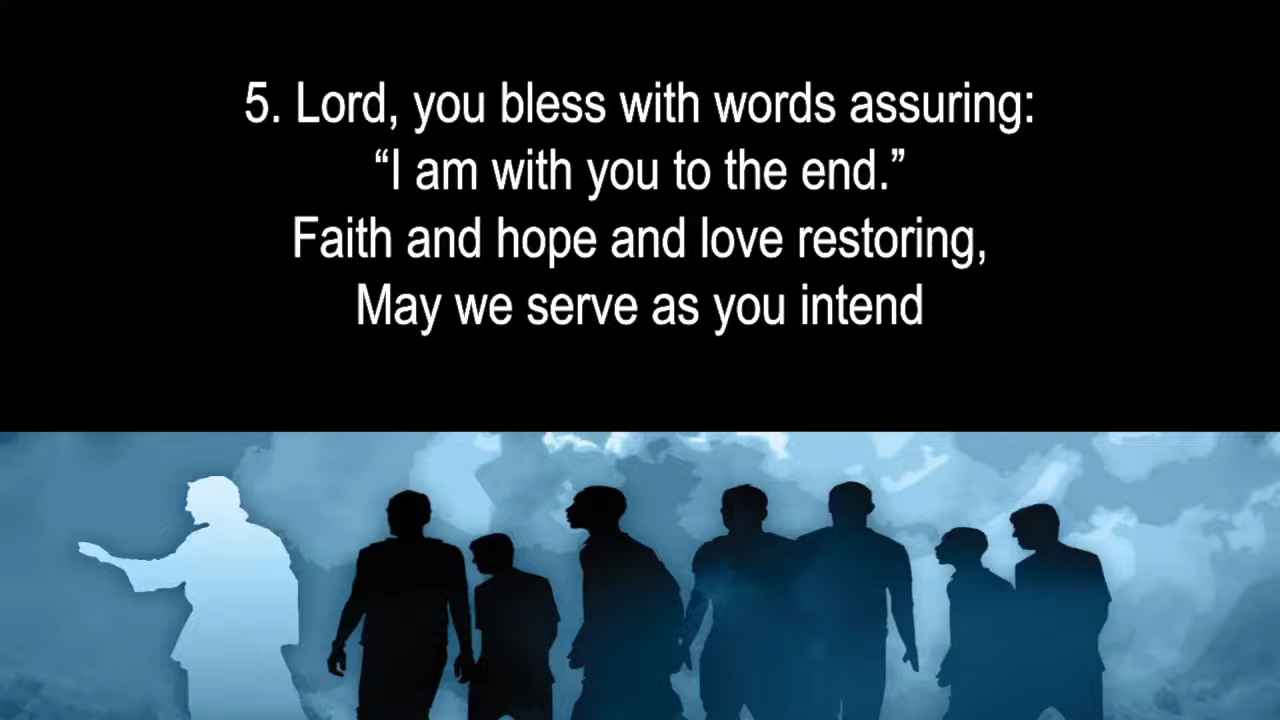 5. Lord, you bless with words assuring:
“I am with you to the end.”
Faith and hope and love restoring,
May we serve as you intend